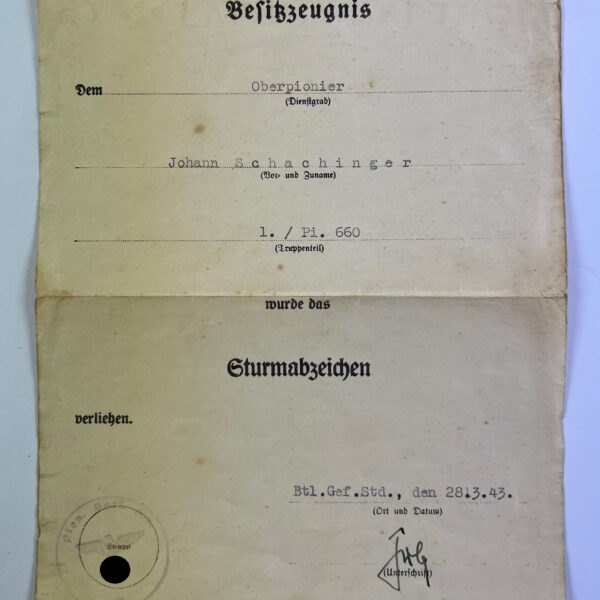 Besitzzeugnis
Dem Oberpionier
(Dienstgrad)
Johann Schachinger
(Vor- und Zuname)
1. / Pi. 660
(Truppenteil)
wurde das
Sturmabzeichen
verliehen.
Btl.Gef.Std., den 28.3.43.
(Ort und Datum)
(Unterschrift)
Stempel